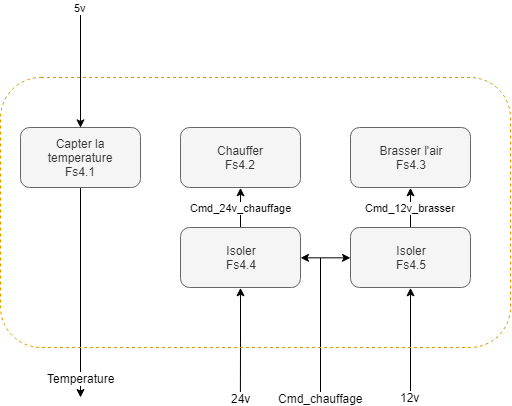 5v
Capter la
temperature
Fs4.1
Chauffer
Fs4.2
Brasser l'air
Fs4.3
Cmd_24v_chauffage
Cmd_12v_brasser
Isoler
Fs4.4
Isoler
Fs4.5
Temperature
24v
Cmd_chauffage
12v